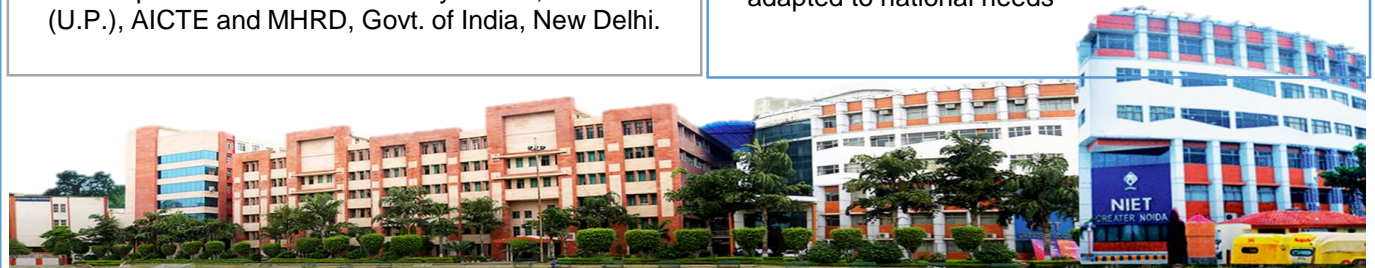 (U.P.), AICTE and MHRD, Govt. of India, New Delhi.
adapted to national needs
NIET
GREATER NOIDA